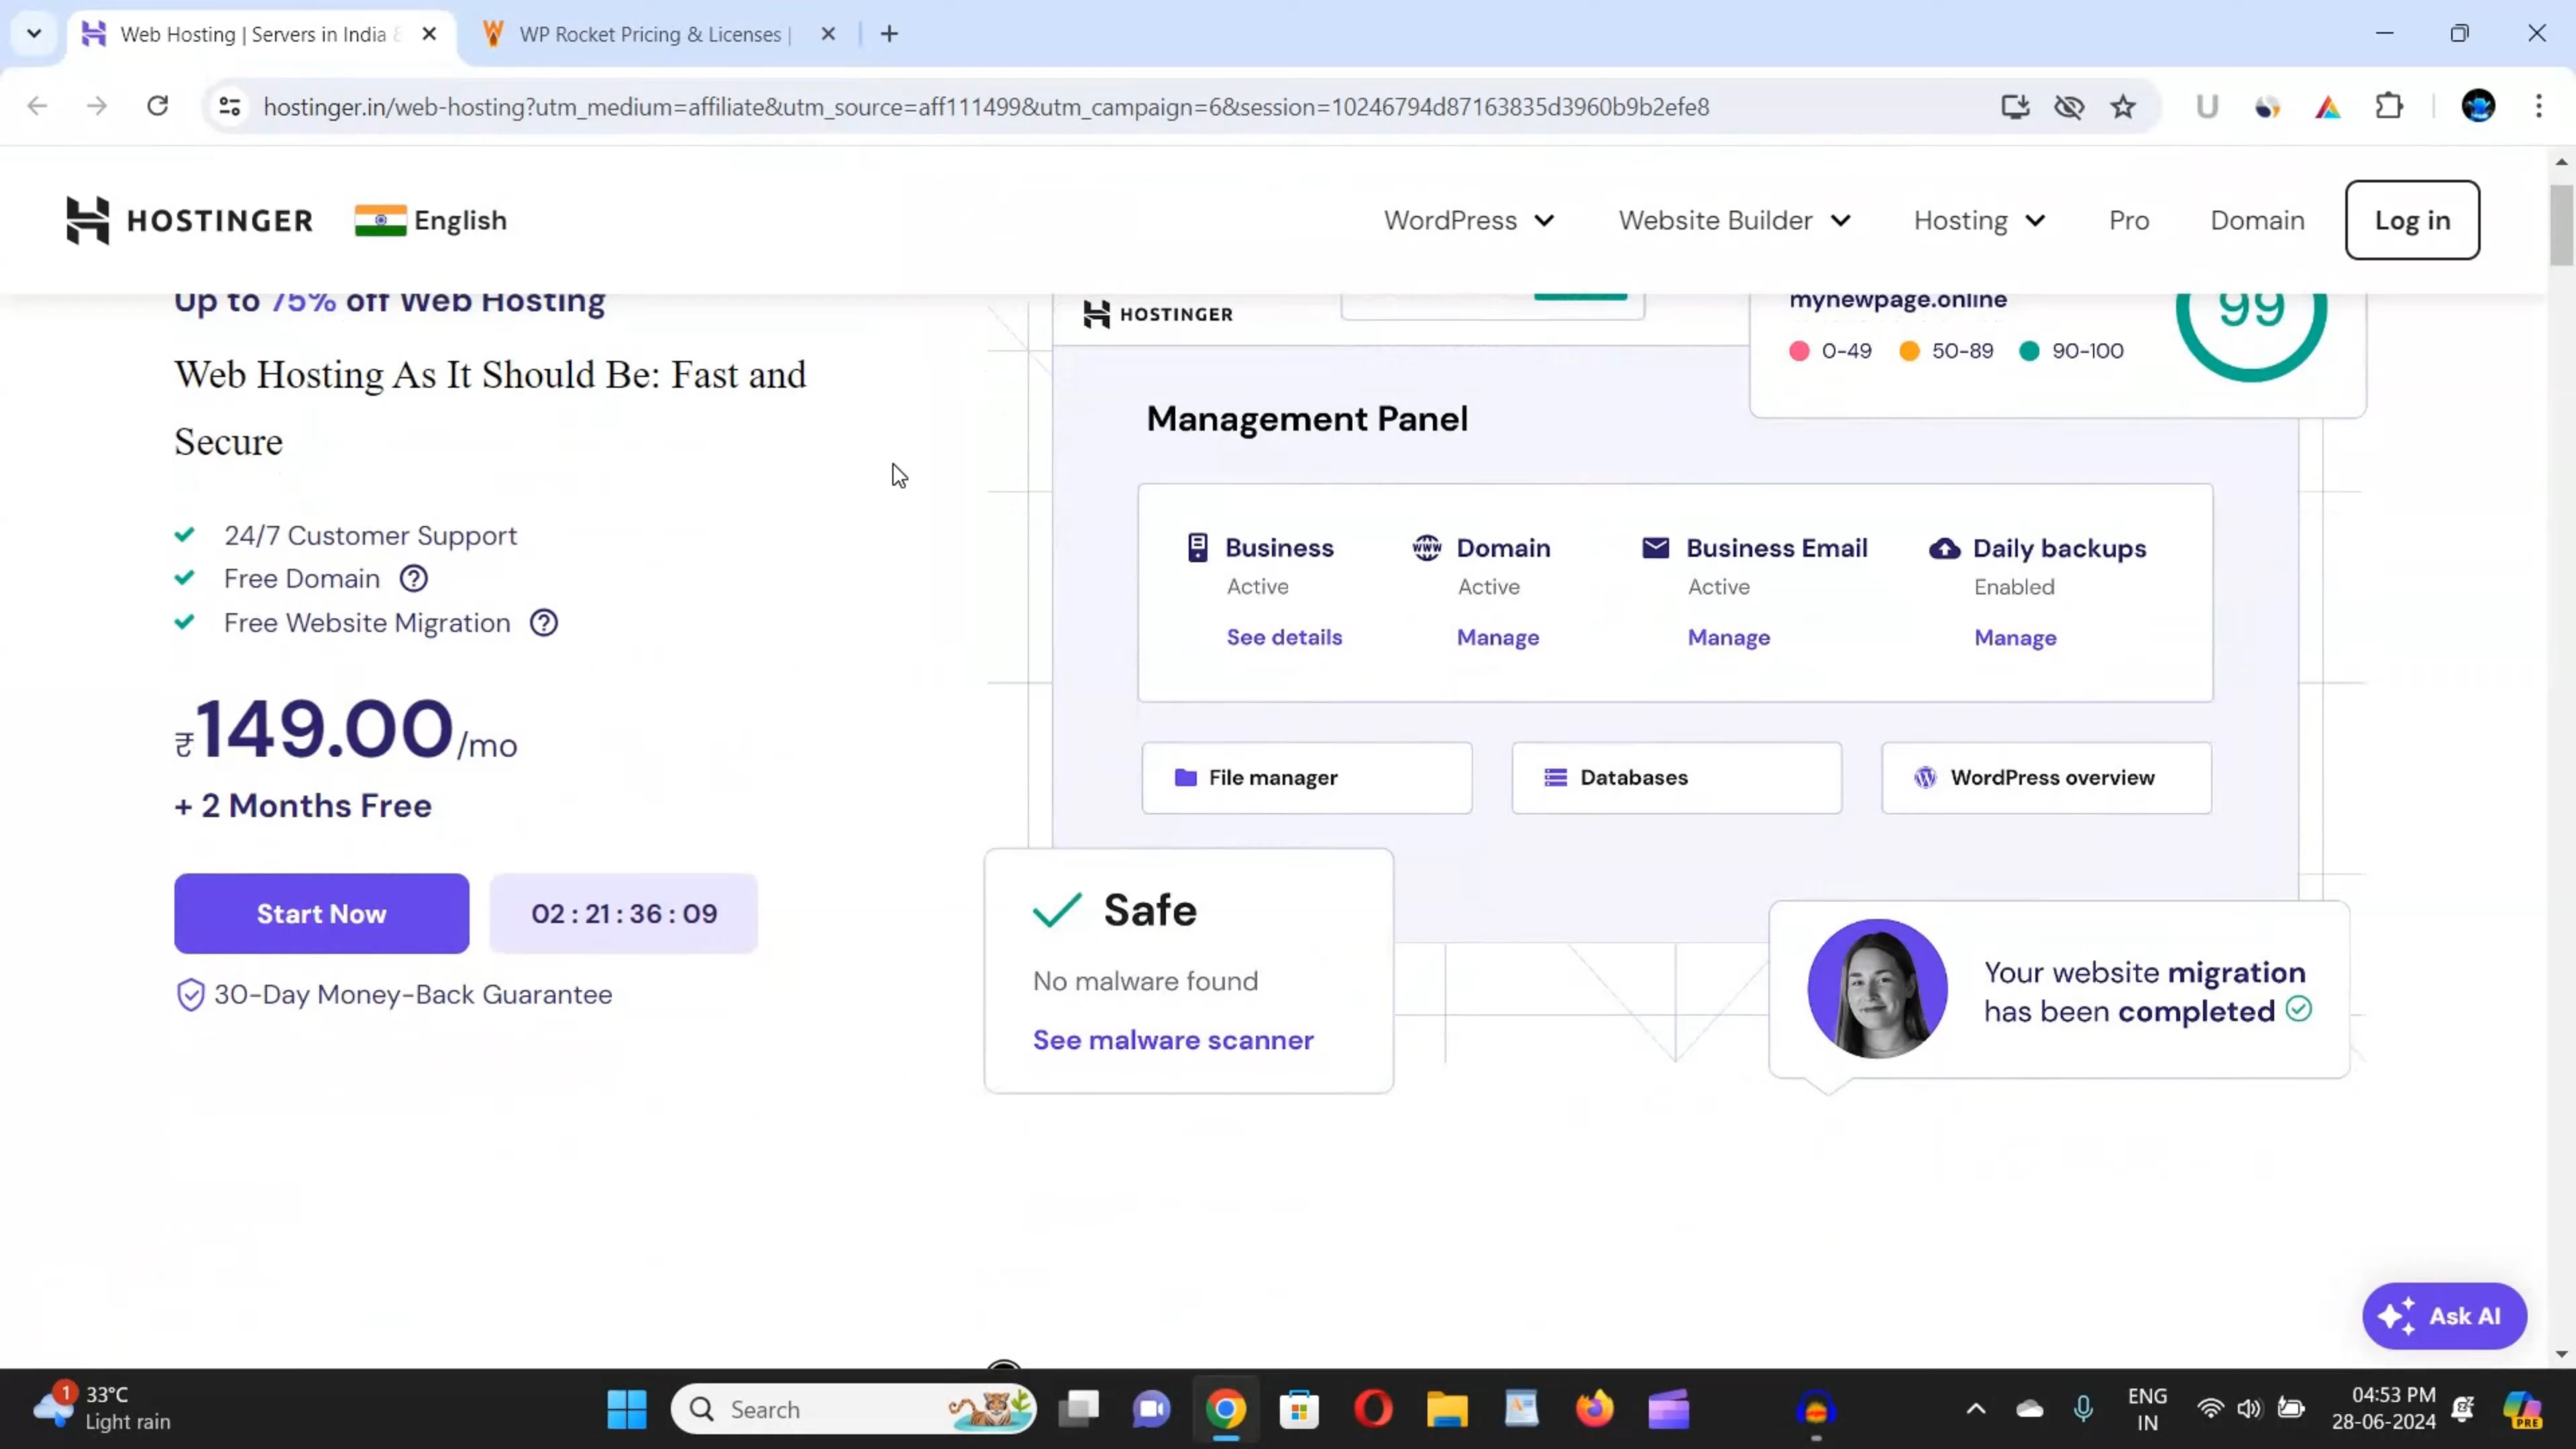 Web Hosting | Servers in India &
WP Rocket Pricing & Licenses |
hostinger.in/web-hosting?utm_medium=affiliate&utm_source=aff111499&utm_campaign=6&session=10246794d87163835d3960b9b2efe8
HOSTINGER
English
WordPress
Website Builder
Hosting
Pro
Domain
Log in
Up to 75% off Web Hosting
Web Hosting As It Should Be: Fast and
Secure
24/7 Customer Support
Free Domain
Free Website Migration
₹149.00/mo
+ 2 Months Free
Start Now
02 : 21 : 36 : 09
30-Day Money-Back Guarantee
HOSTINGER
mynewpage.online
99
0-49
50-89
90-100
Management Panel
Business
Active
See details
www
Domain
Active
Manage
Business Email
Active
Manage
Daily backups
Enabled
Manage
File manager
Databases
WordPress overview
Safe
No malware found
See malware scanner
Your website migration
has been completed
Ask AI
1
33°C
Light rain
Search
ENG
IN
04:53 PM
28-06-2024
PRE